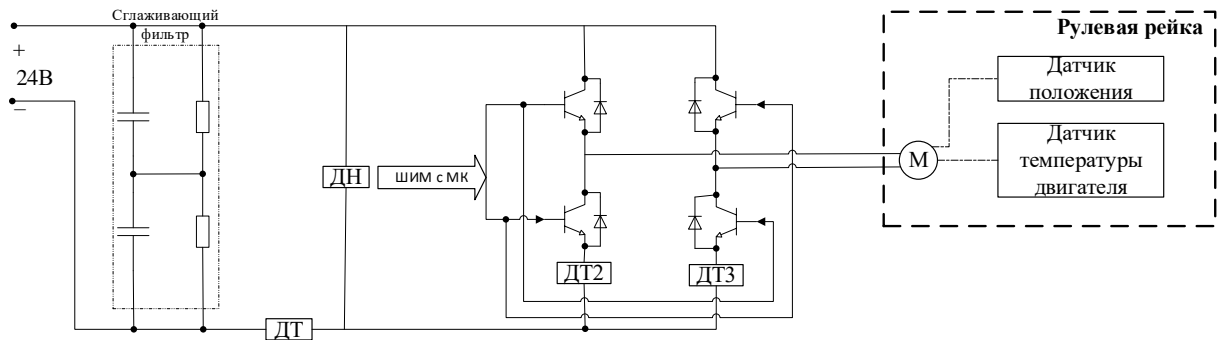 Сглаживающий
фильтр
+
24В
−
ДН
ШИМ с МК
ДТ
ДТ2
ДТ3
М
Рулевая рейка
Датчик
положения
Датчик
температуры
двигателя